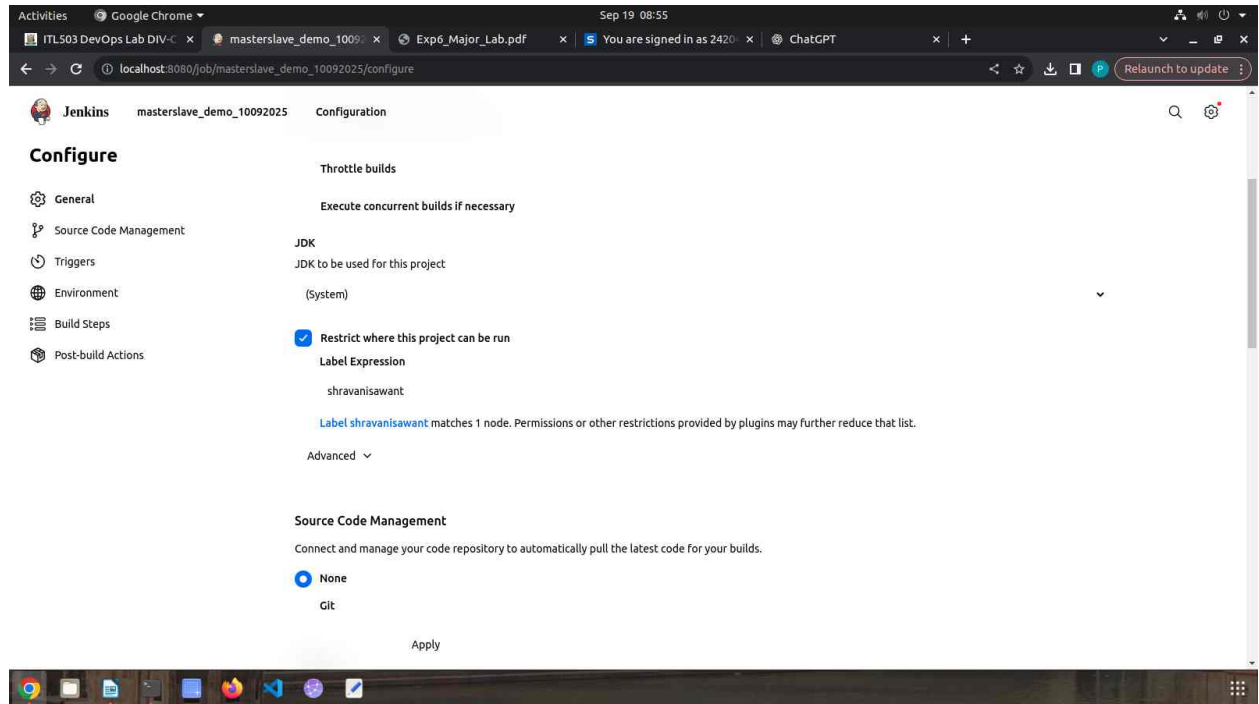 Activities Google Chrome Sep 19 08:55
ITL503 DevOps Lab DIV-C masterslave_demo_1009 Exp6_Major_Lab.pdf S You are signed in as 2420 ChatGPT
localhost:8080/job/masterslave_demo_10092025/configure P Relaunch to update
Jenkins masterslave_demo_10092025 Configuration
Configure
General
Source Code Management
Triggers
Environment
Build Steps
Post-build Actions
Throttle builds
Execute concurrent builds if necessary
JDK
JDK to be used for this project
(System)
Restrict where this project can be run
Label Expression
shravanisawant
Label shravanisawant matches 1 node. Permissions or other restrictions provided by plugins may further reduce that list.
Advanced
Source Code Management
Connect and manage your code repository to automatically pull the latest code for your builds.
None
Git
Apply